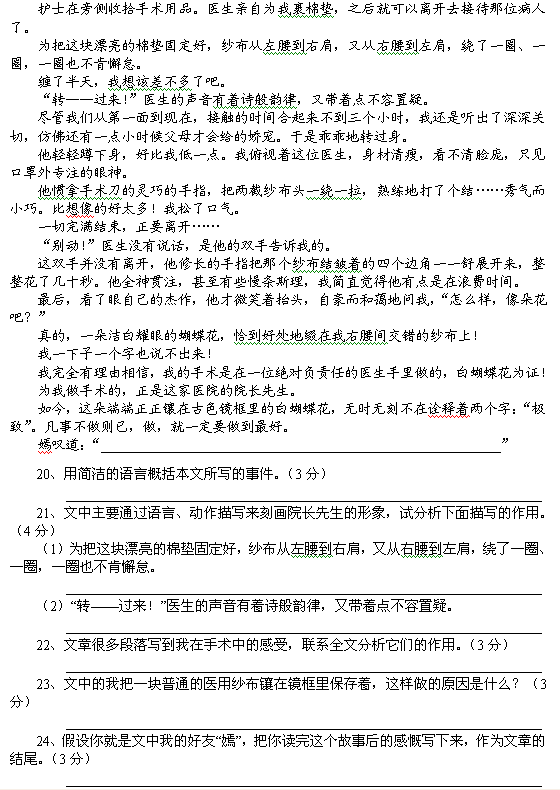 护士在旁侧收拾手术用品。医生亲自为我裹棉垫，之后就可以离开去接待那位病人
了。
为把这块漂亮的棉垫固定好，纱布从左腰到右肩，又从右腰到左肩，绕了一圈、一
圈，一圈也不肯懈怠。
缠了半天，我想该差不多了吧。
“转——过来！”医生的声音有着诗般韵律，又带着点不容置疑。
尽管我们从第一面到现在，接触的时间合起来不到三个小时，我还是听出了深深关
切，仿佛还有一点小时候父母才会给的娇宠。于是乖乖地转过身。
他轻轻蹲下身，好比我低一点。我俯视着这位医生，身材清瘦，看不清脸庞，只见
口罩外专注的眼神。
他惯拿手术刀的灵巧的手指，把两截纱布头一绕一拉，熟练地打了个结……秀气而
小巧。比想像的好太多！我松了口气。
一切完满结束，正要离开……
“别动！”医生没有说话，是他的双手告诉我的。
这双手并没有离开，他修长的手指把那个纱布结皱着的四个边角一一舒展开来，整
整花了几十秒。他全神贯注，甚至有些慢条斯理，我简直觉得他有点是在浪费时间。
最后，看了眼自己的杰作，他才微笑着抬头，自豪而和蔼地问我，“怎么样，像朵花
吧？”
真的，一朵洁白耀眼的蝴蝶花，恰到好处地缀在我右腰间交错的纱布上！
我一下子一个字也说不出来！
我完全有理由相信，我的手术是在一位绝对负责任的医生手里做的，白蝴蝶花为证！
为我做手术的，正是这家医院的院长先生。
如今，这朵端端正正镶在古色镜框里的白蝴蝶花，无时无刻不在诠释着两个字：“极
致”。凡事不做则已，做，就一定要做到最好。
嫣叹道：“ ”
20、用简洁的语言概括本文所写的事件。（3 分）
21、文中主要通过语言、动作描写来刻画院长先生的形象，试分析下面描写的作用。
（4 分）
（1）为把这块漂亮的棉垫固定好，纱布从左腰到右肩，又从右腰到左肩，绕了一圈、
一圈，一圈也不肯懈怠。
（2）“转——过来！”医生的声音有着诗般韵律，又带着点不容置疑。
22、文章很多段落写到我在手术中的感受，联系全文分析它们的作用。（3 分）
23、文中的我把一块普通的医用纱布镶在镜框里保存着，这样做的原因是什么？（3
分）
24、假设你就是文中我的好友“嫣”，把你读完这个故事后的感慨写下来，作为文章的
结尾。（3 分）